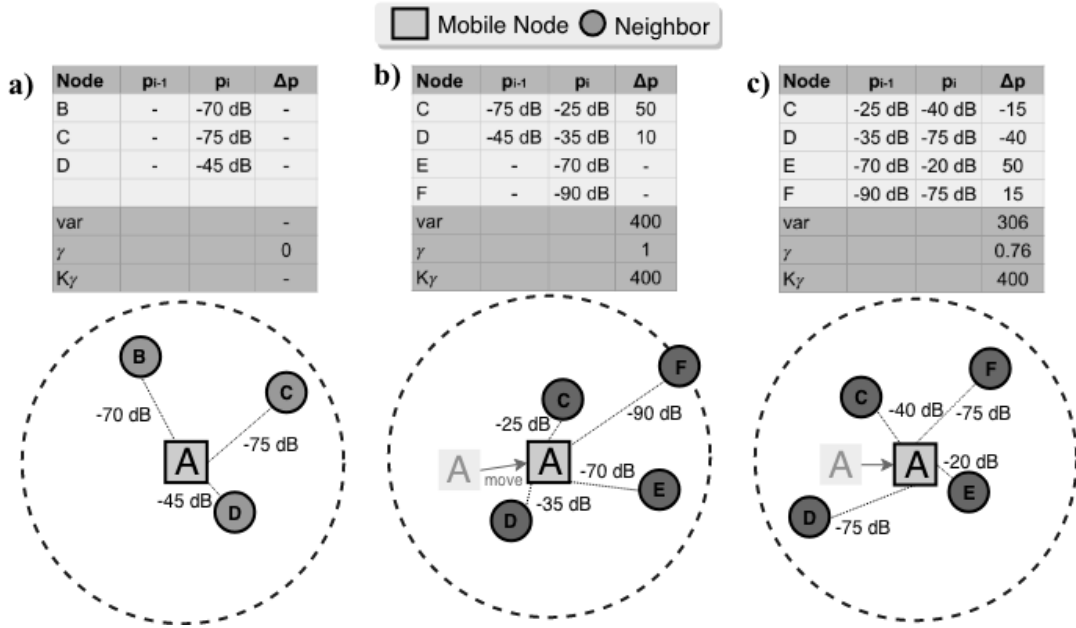 Mobile Node Neighbor
a)
Node pi-1 pi Δp
B - -70 dB -
C - -75 dB -
D - -45 dB -
var -
γ 0
Kγ -
B
C
-70 dB
-75 dB
A
-45 dB
D
b)
Node pi-1 pi Δp
C -75 dB -25 dB 50
D -45 dB -35 dB 10
E - -70 dB -
F - -90 dB -
var 400
γ 1
Kγ 400
F
C
-90 dB
-25 dB
A move A
-70 dB
E
-35 dB
D
c)
Node pi-1 pi Δp
C -25 dB -40 dB -15
D -35 dB -75 dB -40
E -70 dB -20 dB 50
F -90 dB -75 dB 15
var 306
γ 0.76
Kγ 400
F
C
-40 dB
-75 dB
A A
-20 dB
E
D
-75 dB